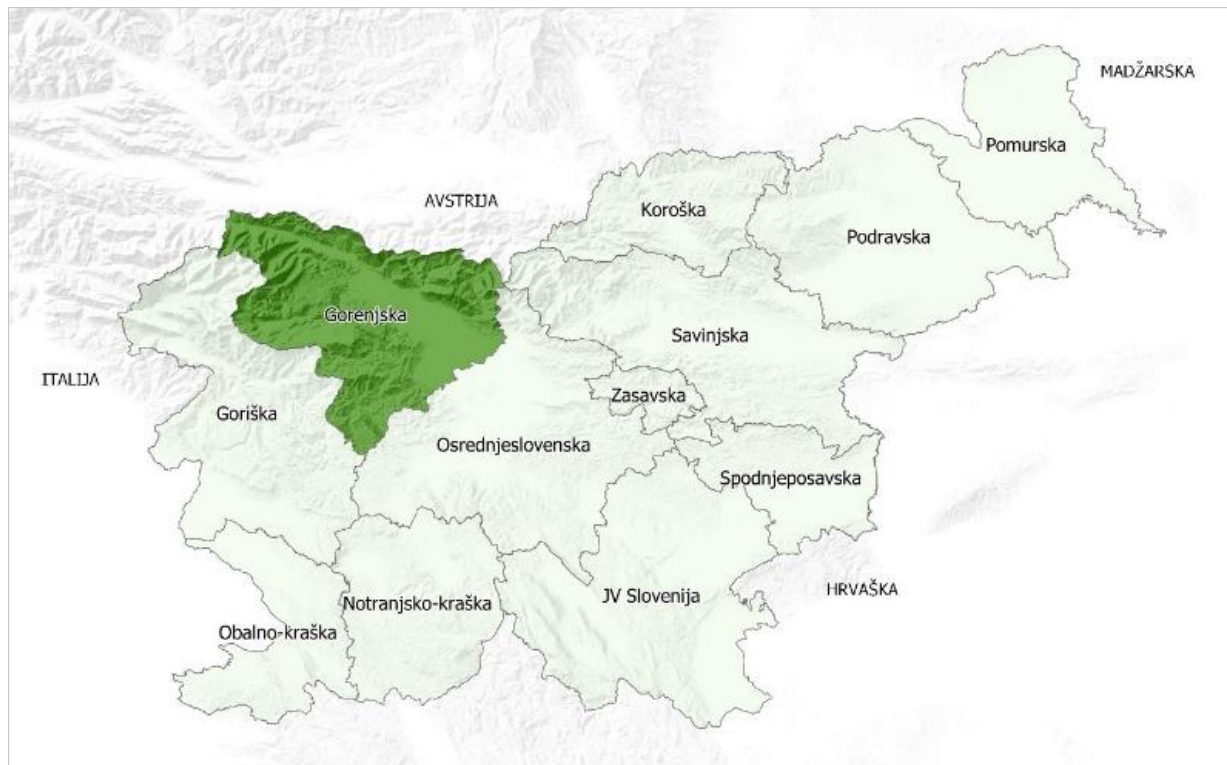 MADŽARSKA
Pomurska
AVSTRIJA
Koroška
Podravska
Gorenjska
Savinjska
ITALIJA
Zasavska
Goriška
Osrednjeslovenska
Spodnjeposavska
HRVAŠKA
JV Slovenija
Notranjsko-kraška
Obalno-kraška